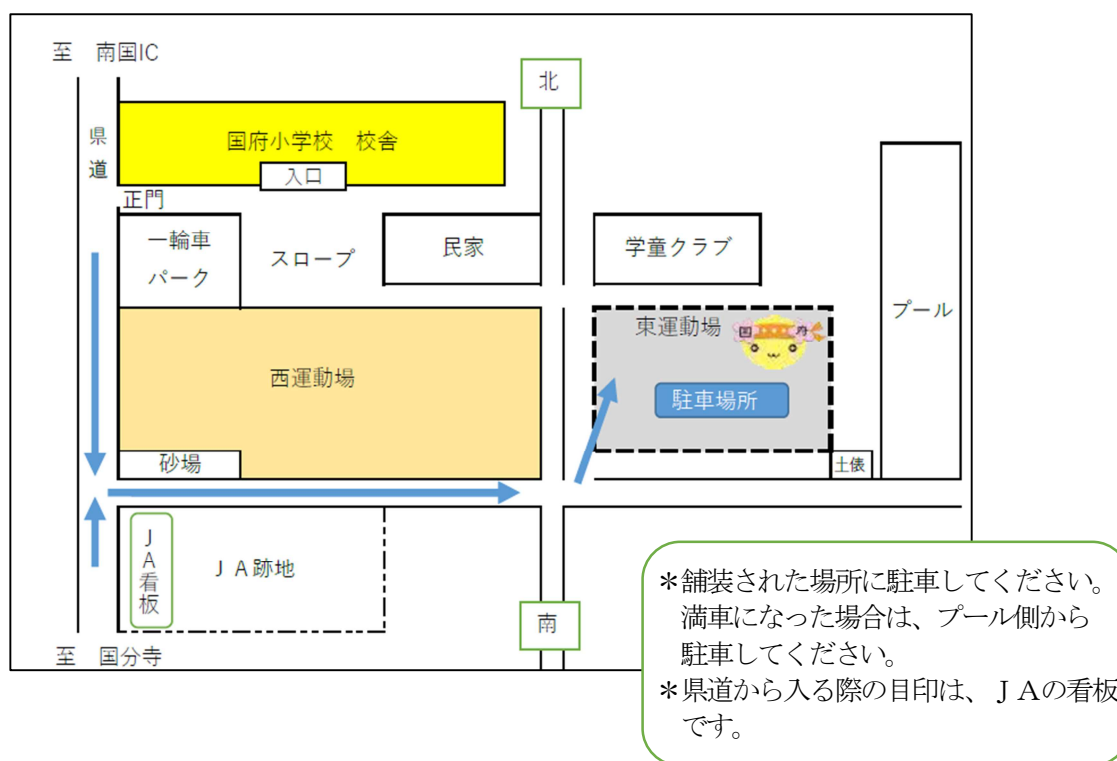 至　南国IC
北
県
道
国府小学校　校舎
入口
正門
一輪車
パーク
スロープ
民家
学童クラブ
プール
東運動場
国
府
西運動場
駐車場所
砂場
土俵
ＪＡ看板
ＪＡ跡地
南
至　国分寺
＊舗装された場所に駐車してください。
満車になった場合は、プール側から
駐車してください。
＊県道から入る際の目印は、ＪＡの看板
です。